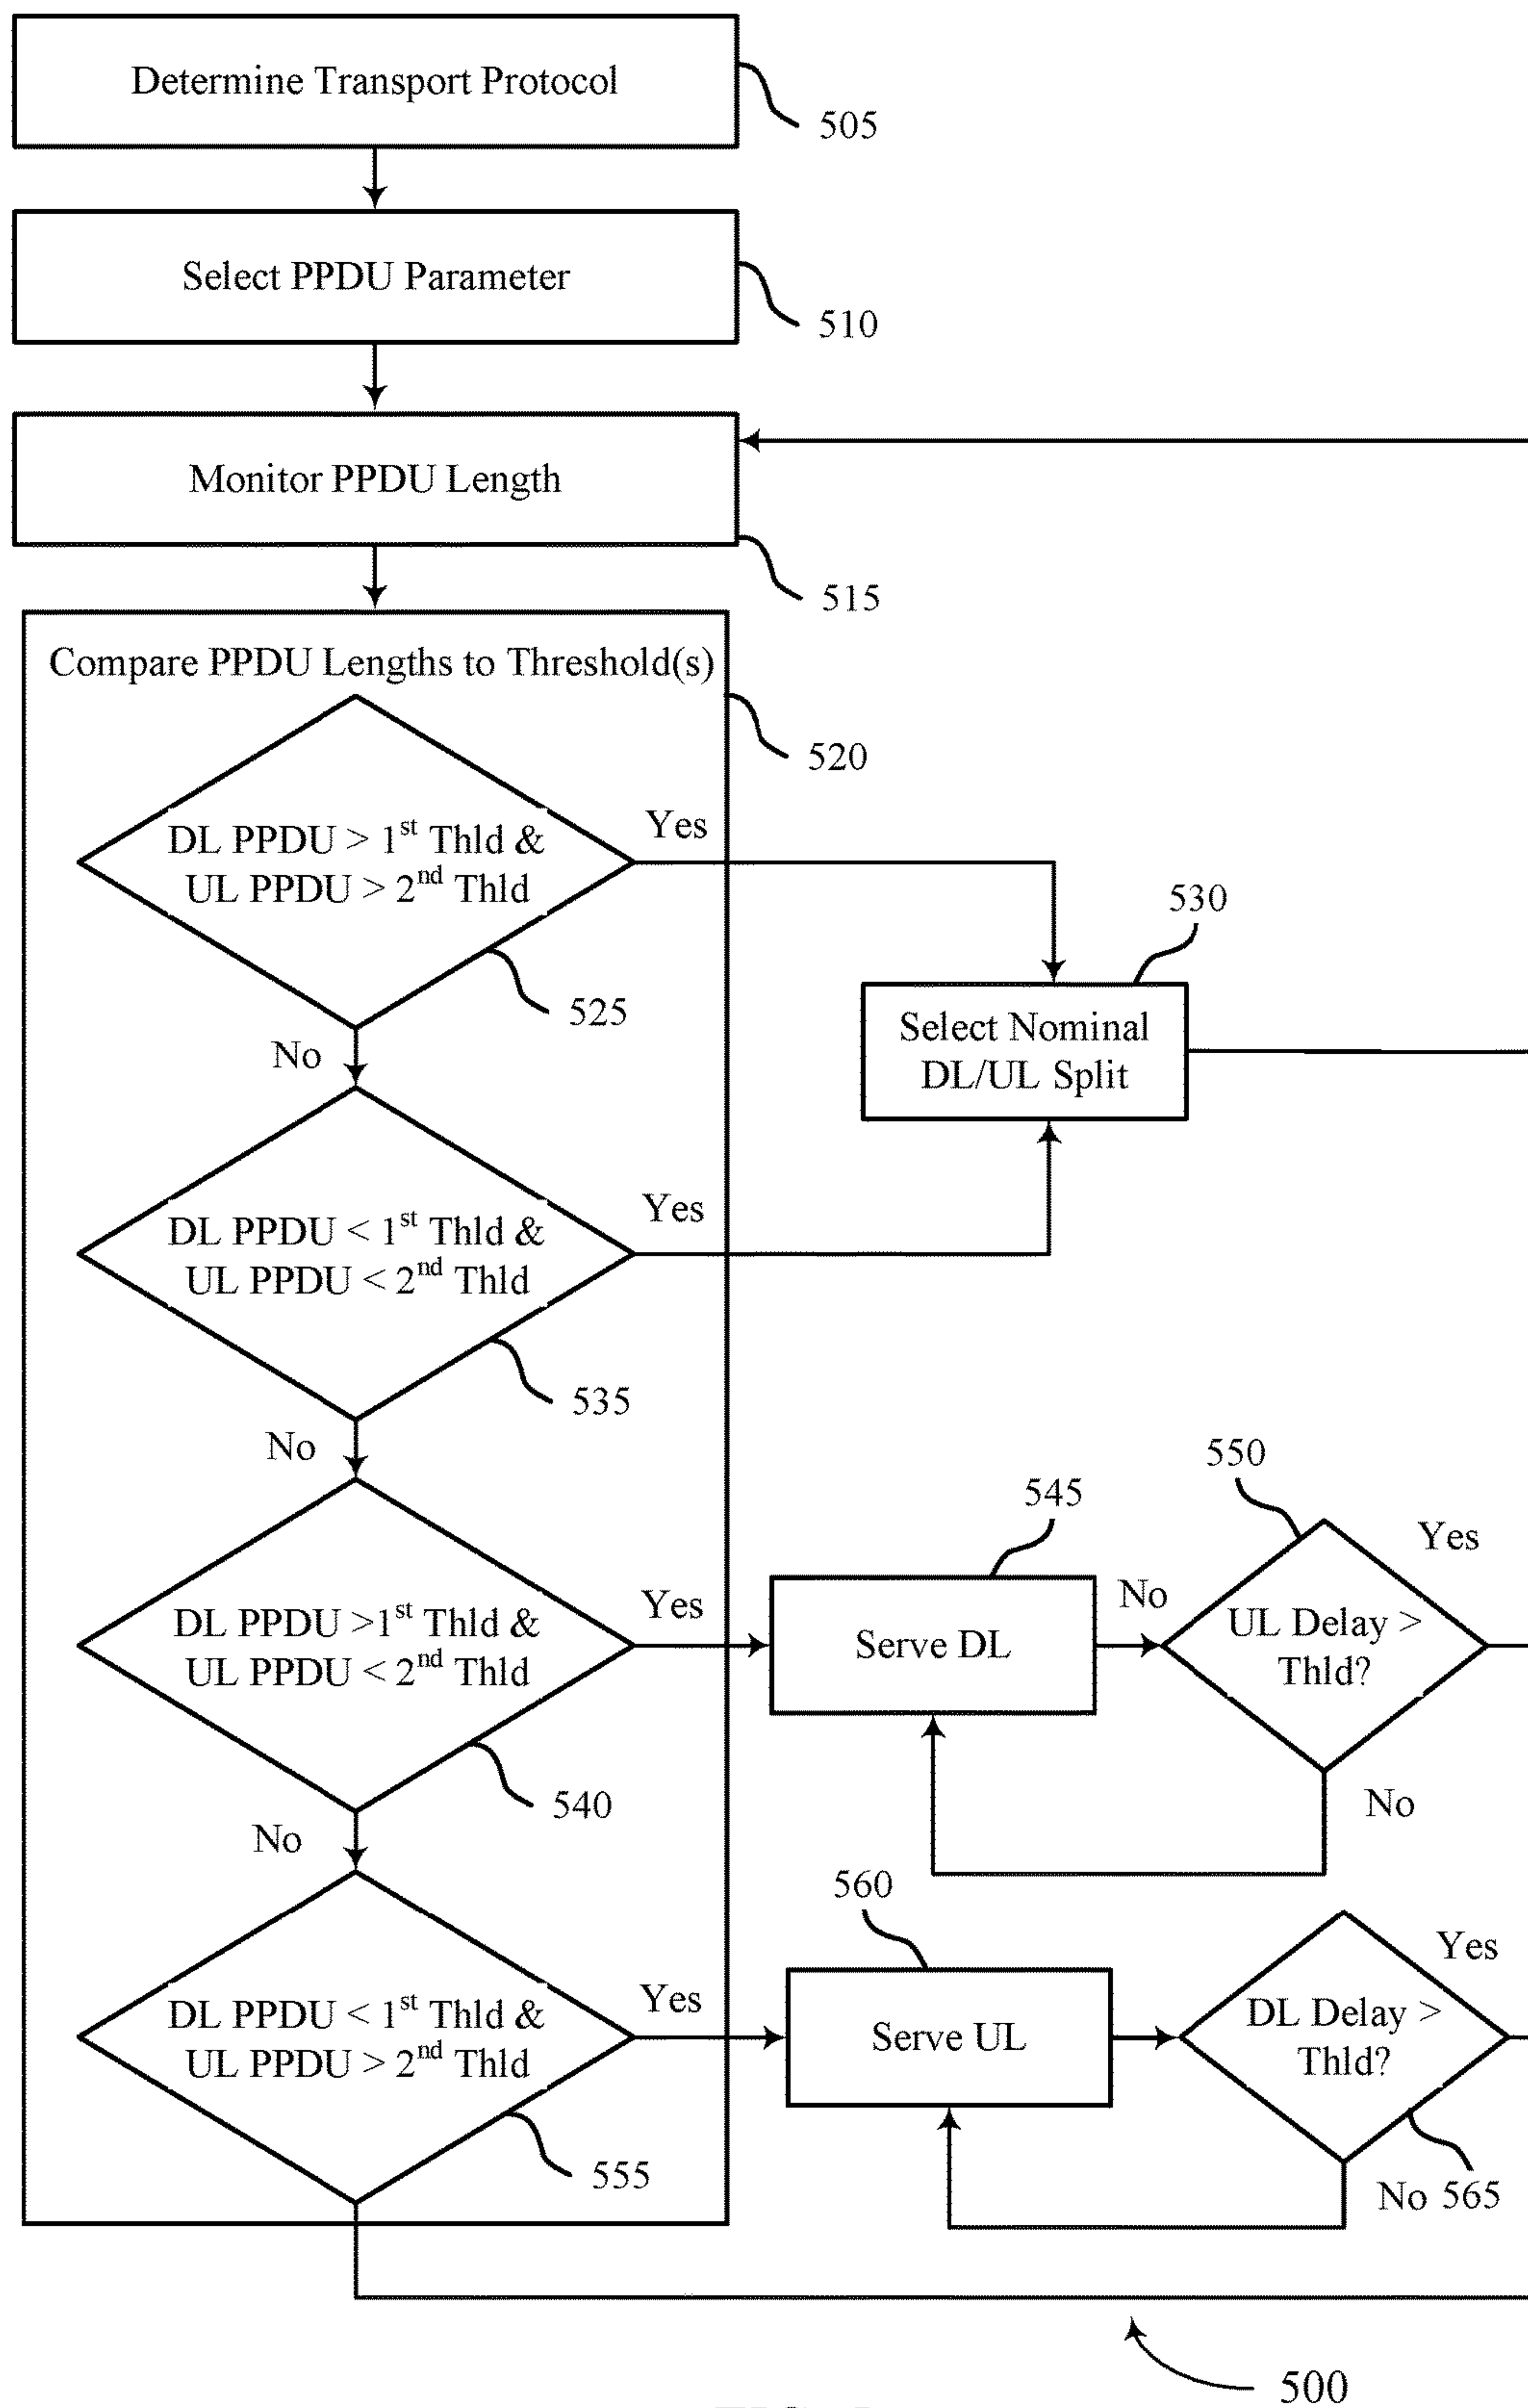 Determine Transport Protocol
505
Select PPDU Parameter
510
Monitor PPDU Length
515
Compare PPDU Lengths to Threshold(s)
520
DL PPDU > 1st Thld &
UL PPDU > 2nd Thld
Yes
525
530
Select Nominal
DL/UL Split
No
DL PPDU < 1st Thld &
UL PPDU < 2nd Thld
Yes
535
No
DL PPDU >1st Thld &
UL PPDU < 2nd Thld
Yes
540
545
Serve DL
No
550
UL Delay >
Thld?
Yes
No
No
DL PPDU < 1st Thld &
UL PPDU > 2nd Thld
Yes
555
560
Serve UL
DL Delay >
Thld?
Yes
No 565
500